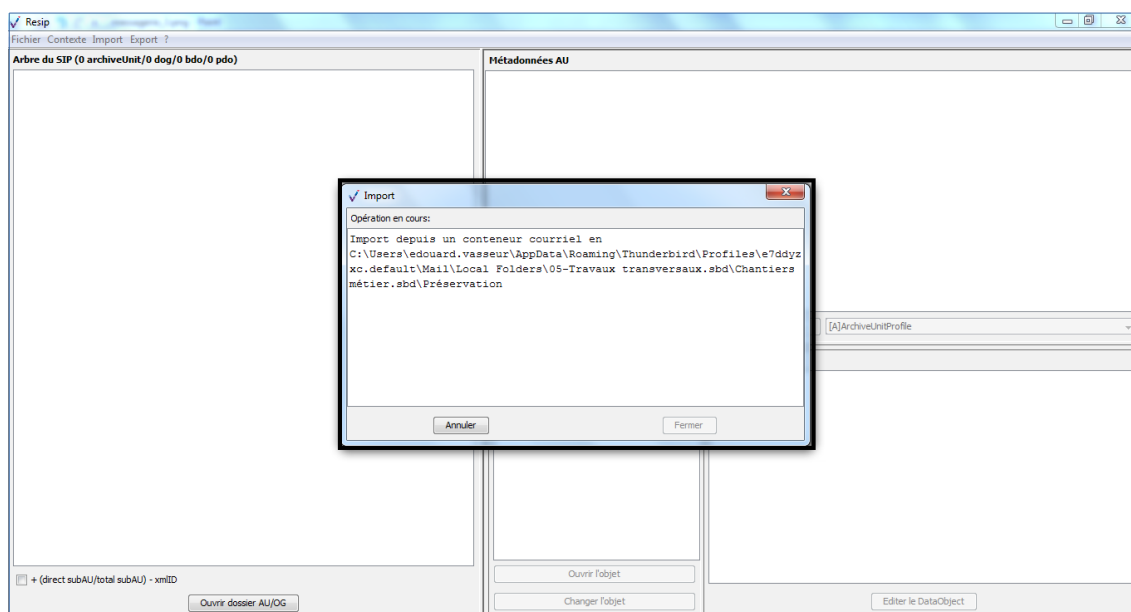 Resip
Fichier Contexte Import Export ?
Arbre du SIP (0 archiveUnit/0 dog/0 bdo/0 pdo)
Métadonnées AU
Import
Opération en cours:
Import depuis un conteneur courriel en
C:\Users\edouard.vasseur\AppData\Roaming\Thunderbird\Profiles\e7ddyz
xc.default\Mail\Local Folders\05-Travaux transversaux.sbd\Chantiers
métier.sbd\Préservation
[A]ArchiveUnitProfile
Annuler
Fermer
+ (direct subAU/total subAU) - xmlID
Ouvrir l'objet
Ouvrir dossier AU/OG
Changer l'objet
Editer le DataObject